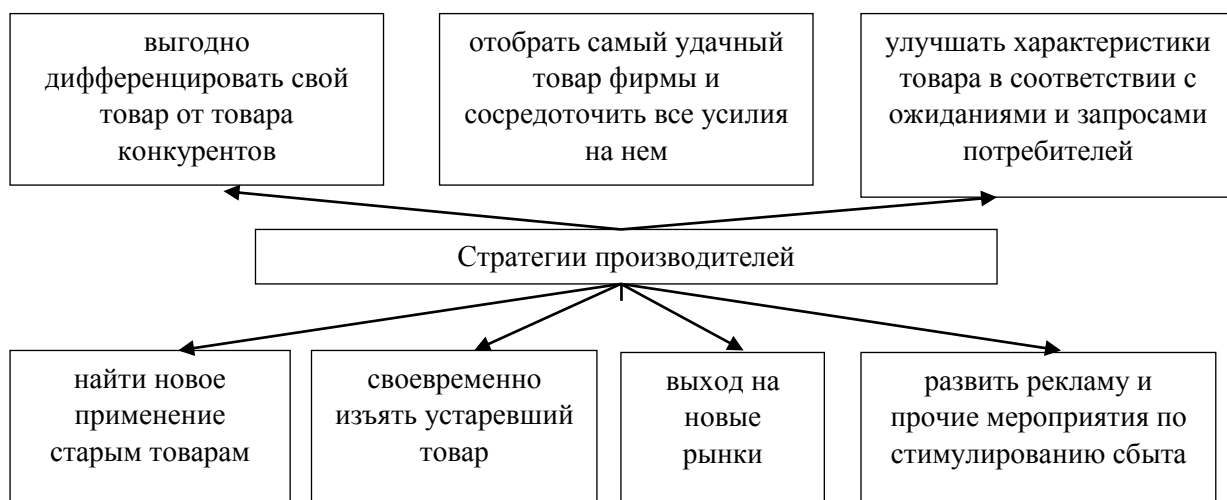 выгодно
дифференцировать свой
товар от товара
конкурентов
отобрать самый удачный
товар фирмы и
сосредоточить все усилия
на нем
улучшать характеристики
товара в соответствии с
ожиданиями и запросами
потребителей
Стратегии производителей
найти новое
применение
старым товарам
своевременно
изъять устаревший
товар
выход на
новые
рынки
развить рекламу и
прочие мероприятия по
стимулированию сбыта